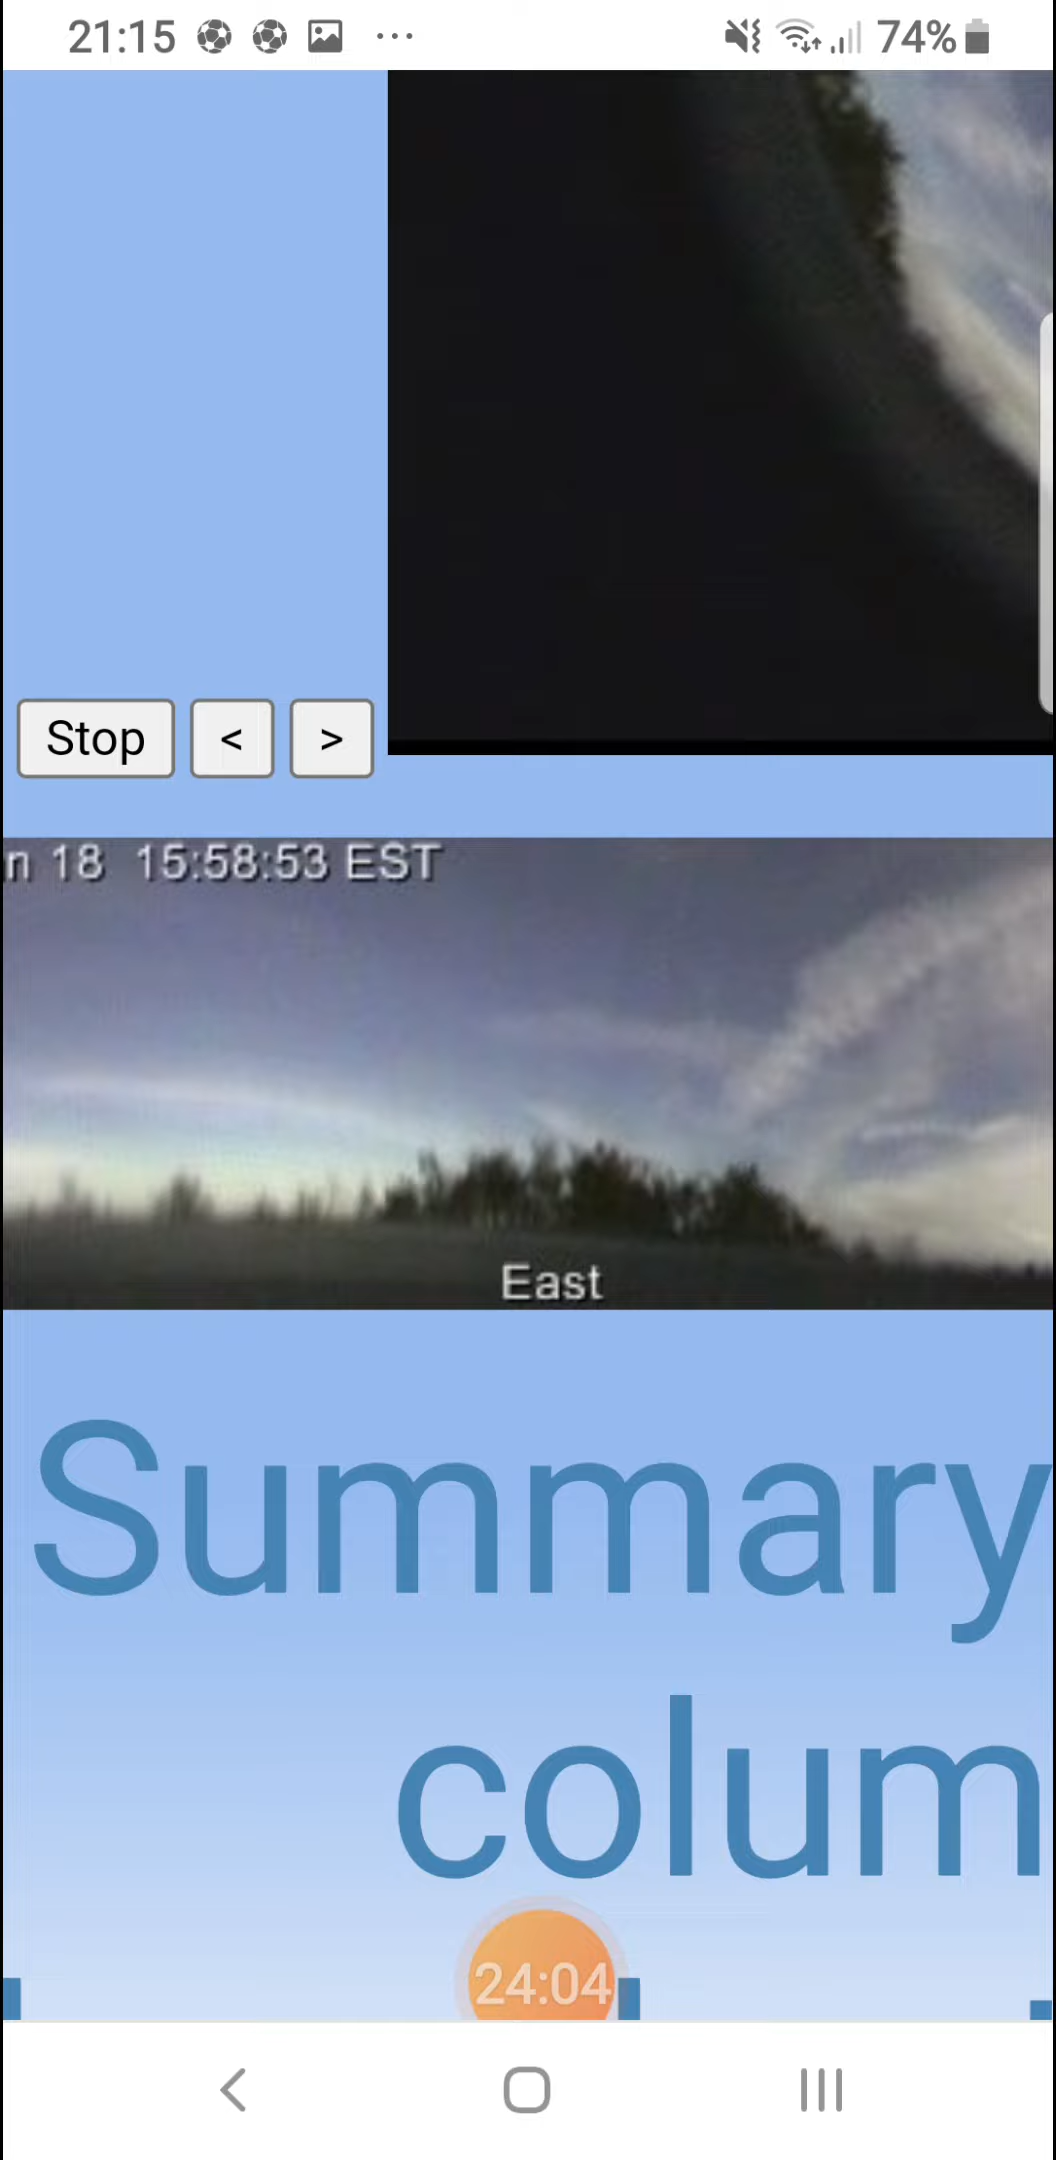 21:15 74%
Stop < >
n 18 15:58:53 EST
East
Summary
colum
24:04